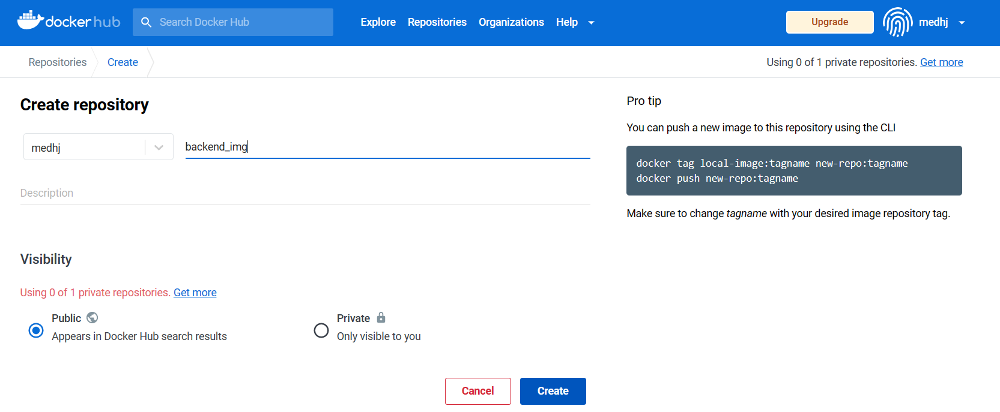 docker hub
Search Docker Hub
Explore
Repositories
Organizations
Help
Upgrade
medhj
Repositories
Create
Using 0 of 1 private repositories. Get more
Create repository
medhj
backend_img
Description
Visibility
Using 0 of 1 private repositories. Get more
Public
Appears in Docker Hub search results
Private
Only visible to you
Cancel
Create
Pro tip
You can push a new image to this repository using the CLI
docker tag local-image:tagname new-repo:tagname
docker push new-repo:tagname
Make sure to change tagname with your desired image repository tag.